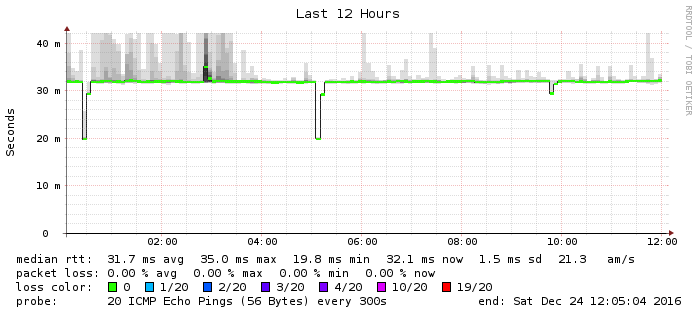 Last 12 Hours
RRDTOOL / TOBI OETIKER
Seconds
40 m
30 m
20 m
10 m
0
02:00 04:00 06:00 08:00 10:00 12:00
median rtt: 31.7 ms avg 35.0 ms max 19.8 ms min 32.1 ms now 1.5 ms sd 21.3 am/s
packet loss: 0.00 % avg 0.00 % max 0.00 % min 0.00 % now
loss color: 0 1/20 2/20 3/20 4/20 10/20 19/20
probe: 20 ICMP Echo Pings (56 Bytes) every 300s end: Sat Dec 24 12:05:04 2016